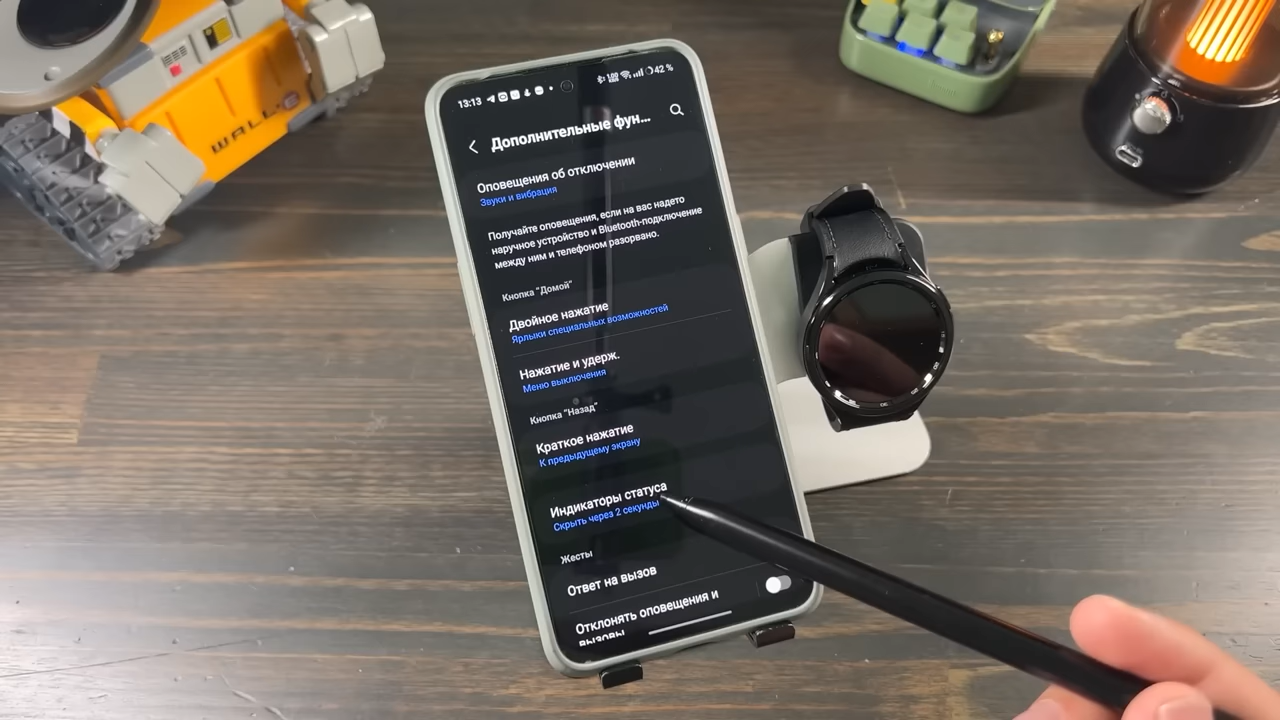 WALL·E
13:13
42 %
Дополнительные фун...
Оповещения об отключении
Звуки и вибрация
Получайте оповещения, если на вас надето
наручное устройство и Bluetooth-подключение
между ним и телефоном разорвано.
Кнопка "Домой"
Двойное нажатие
Ярлыки специальных возможностей
Нажатие и удерж.
Меню выключения
Кнопка "Назад"
Краткое нажатие
К предыдущему экрану
Индикаторы статуса
Скрыть через 2 секунды
Жесты
Ответ на вызов
Отклонять оповещения и
вызовы